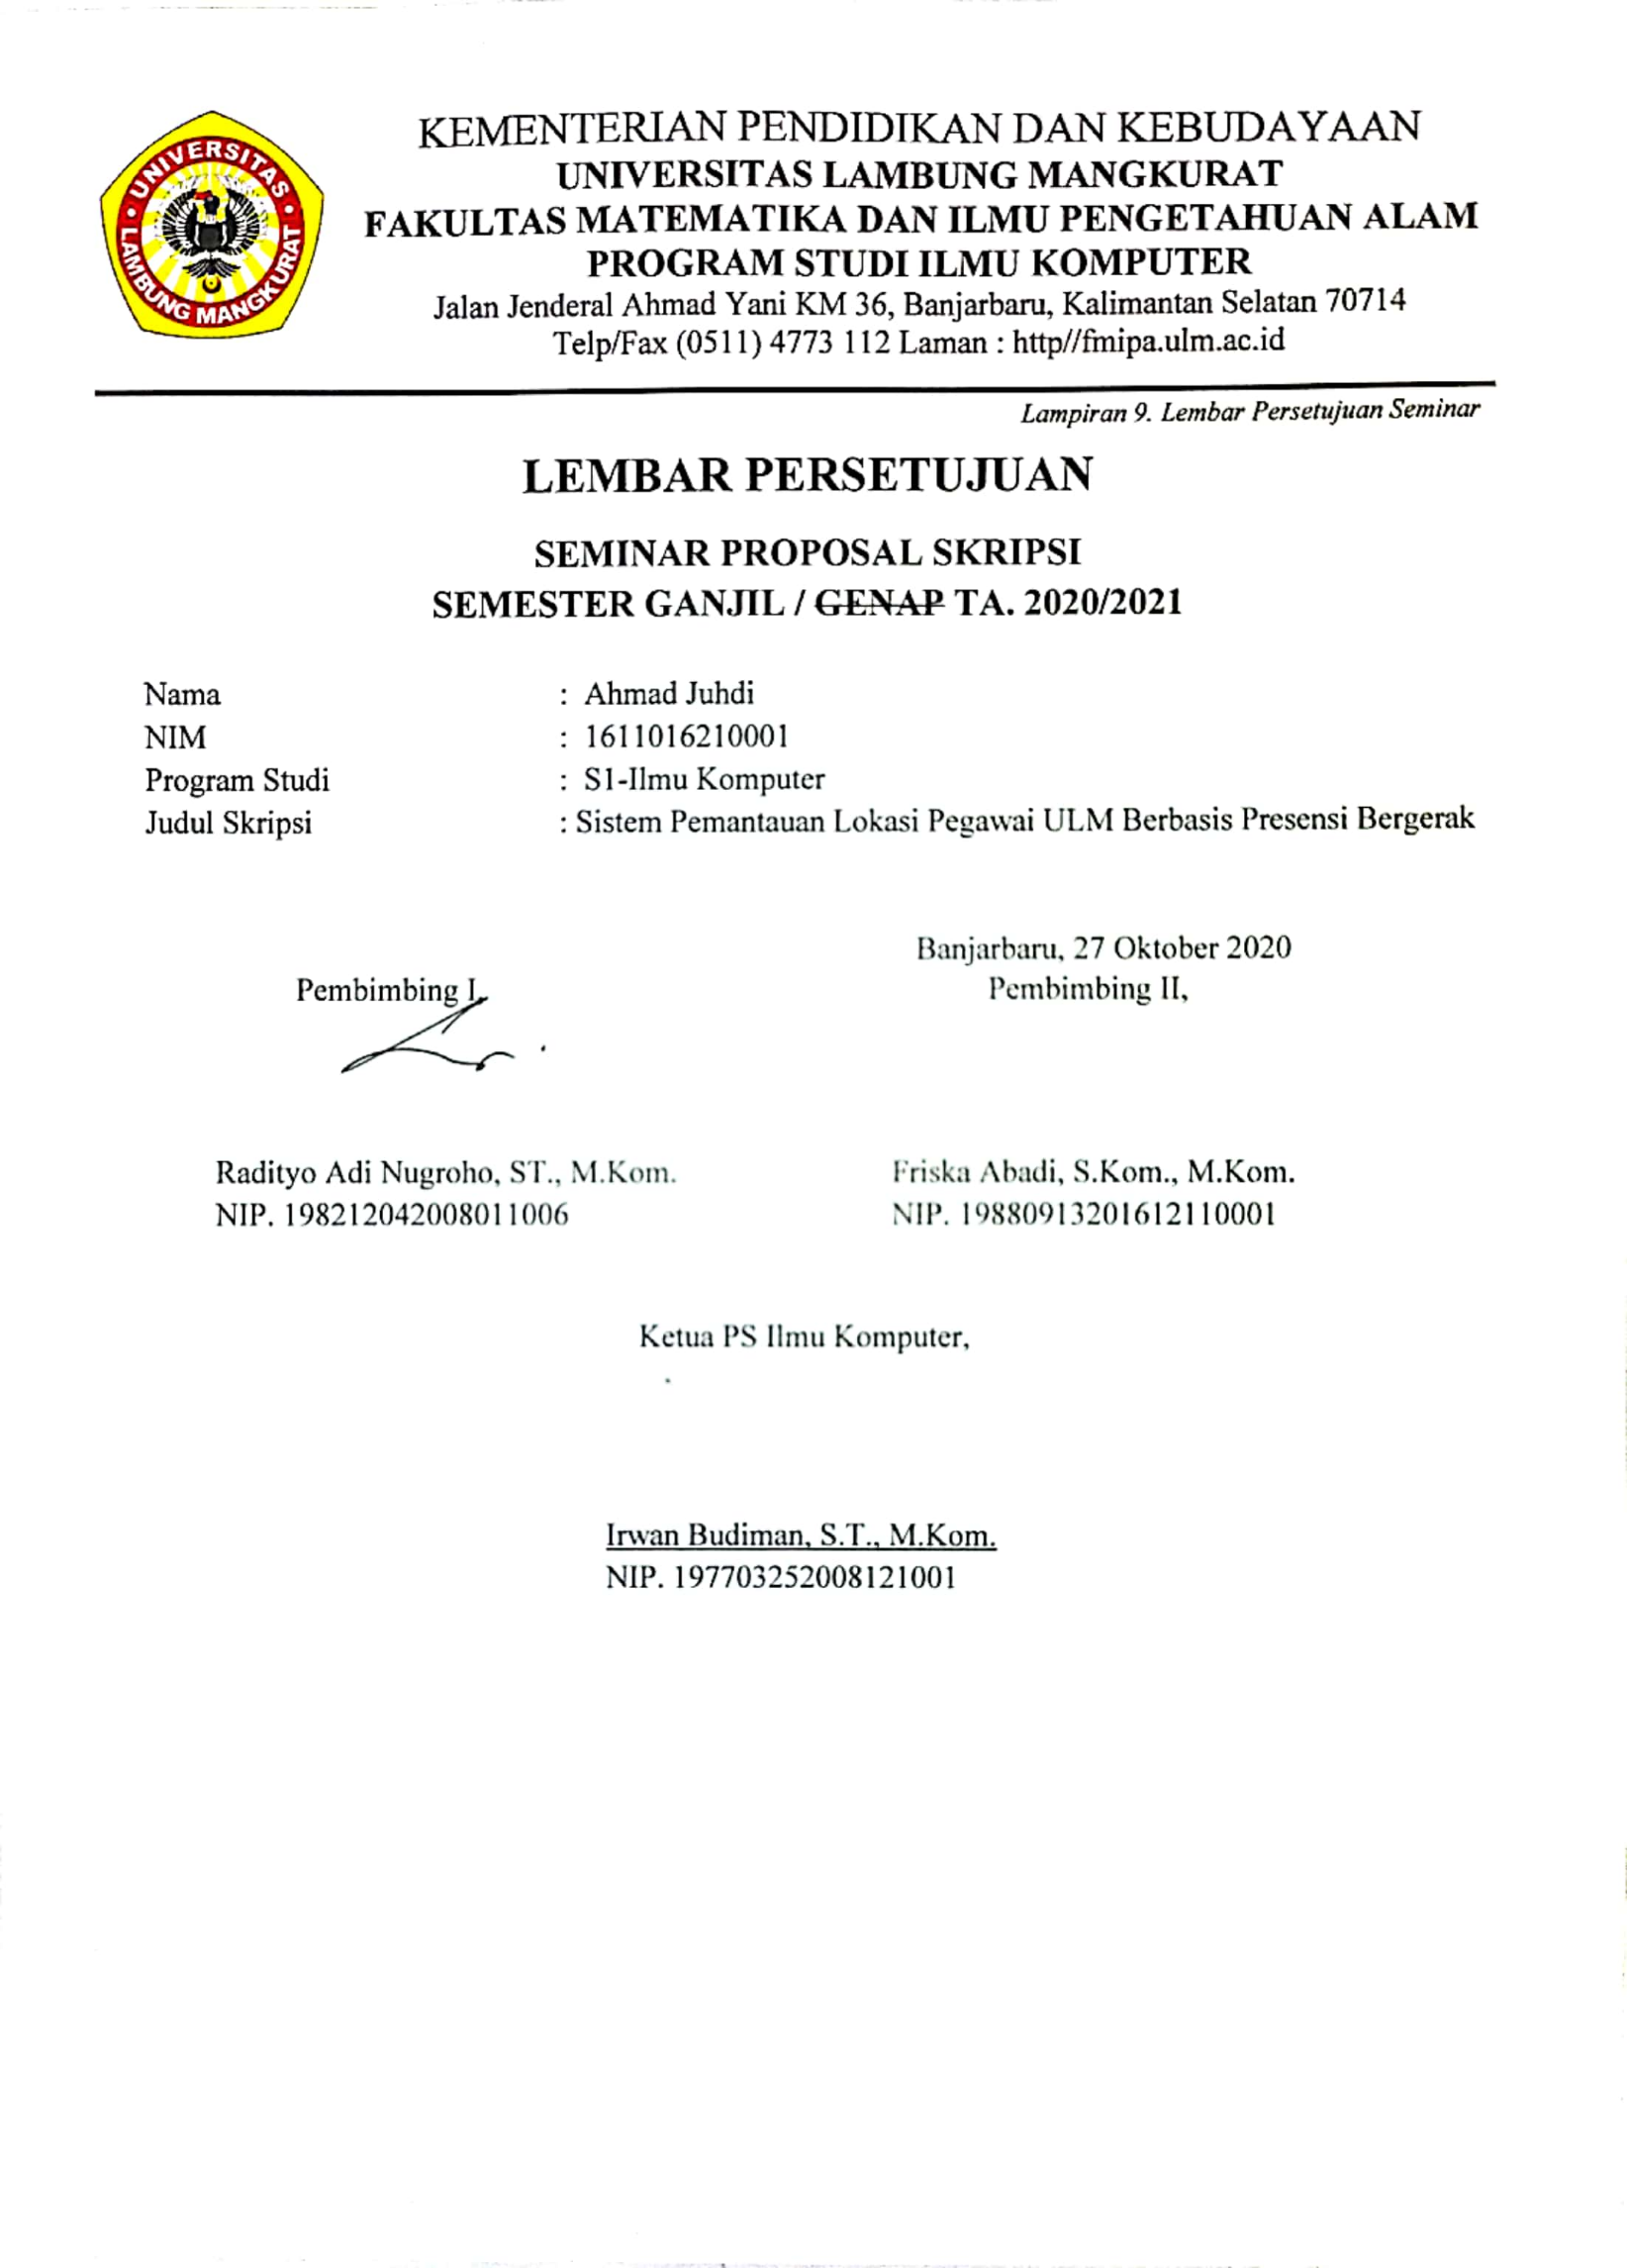 UNIVERSITAS
LAMBUNG MANGKURAT
KEMENTERIAN PENDIDIKAN DAN KEBUDAYAAN
UNIVERSITAS LAMBUNG MANGKURAT
FAKULTAS MATEMATIKA DAN ILMU PENGETAHUAN ALAM
PROGRAM STUDI ILMU KOMPUTER
Jalan Jenderal Ahmad Yani KM 36, Banjarbaru, Kalimantan Selatan 70714
Telp/Fax (0511) 4773 112 Laman : http//fmipa.ulm.ac.id
Lampiran 9. Lembar Persetujuan Seminar
LEMBAR PERSETUJUAN
SEMINAR PROPOSAL SKRIPSI
SEMESTER GANJIL / GENAP TA. 2020/2021
Nama : Ahmad Juhdi
NIM : 1611016210001
Program Studi : S1-Ilmu Komputer
Judul Skripsi : Sistem Pemantauan Lokasi Pegawai ULM Berbasis Presensi Bergerak
Banjarbaru, 27 Oktober 2020
Pembimbing I, Pembimbing II,
Radityo Adi Nugroho, ST., M.Kom. Friska Abadi, S.Kom., M.Kom.
NIP. 198212042008011006 NIP. 19880913201612110001
Ketua PS Ilmu Komputer,
Irwan Budiman, S.T., M.Kom.
NIP. 197703252008121001